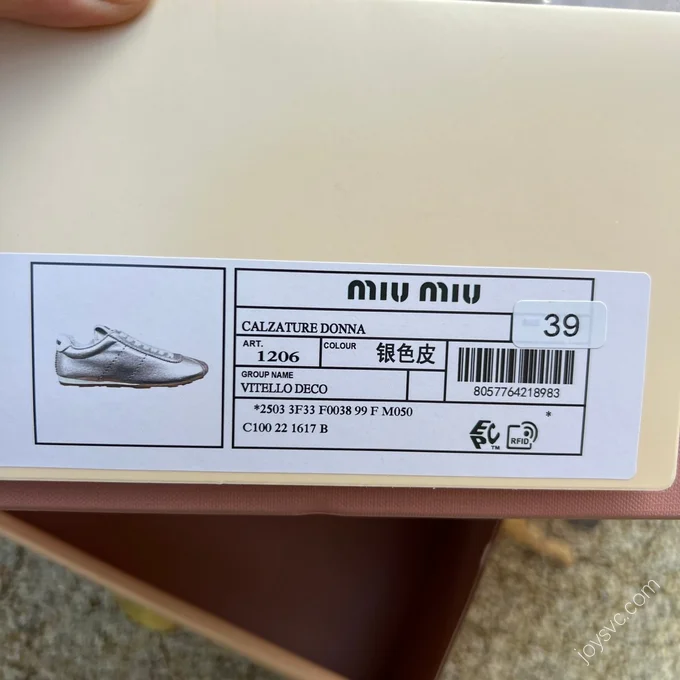 miu miu
CALZATURE DONNA
39
ART.
1206
COLOUR
银色皮
GROUP NAME
VITELLO DECO
8057764218983
*2503 3F33 F0038 99 F M050 *
C100 22 1617 B
EPC™
RFID
joysvc.com